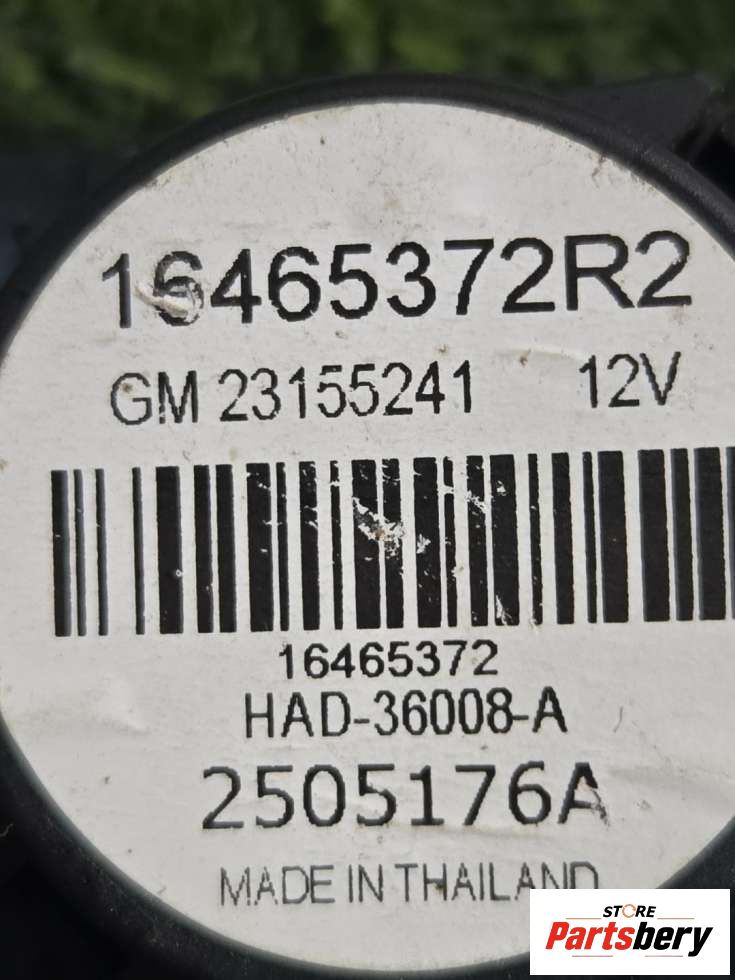 16465372R2
GM 23155241 12V
16465372
HAD-36008-A
2505176A
MADE IN THAILAND
STORE
Partsbery